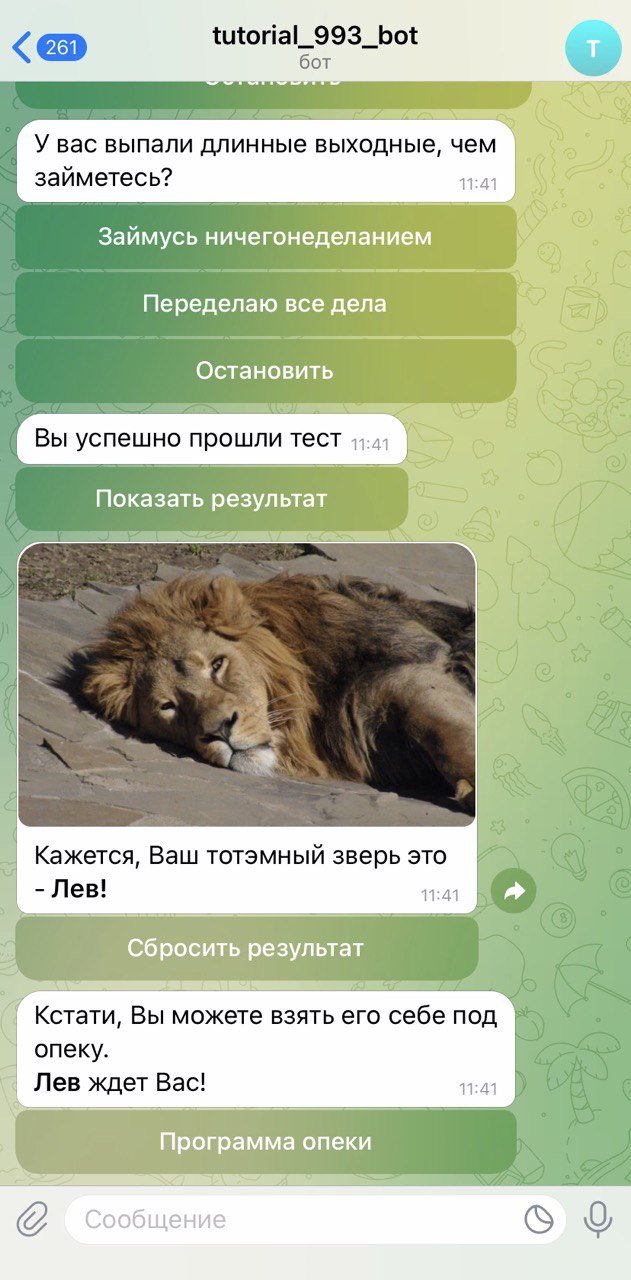 261
tutorial_993_bot
бот
T
Остановить
У вас выпали длинные выходные, чем
займетесь?
11:41
Займусь ничегонеделанием
Переделаю все дела
Остановить
Вы успешно прошли тест 11:41
Показать результат
Кажется, Ваш тотэмный зверь это
- Лев!
11:41
Сбросить результат
Кстати, Вы можете взять его себе под
опеку.
Лев ждет Вас!
11:41
Программа опеки
Сообщение